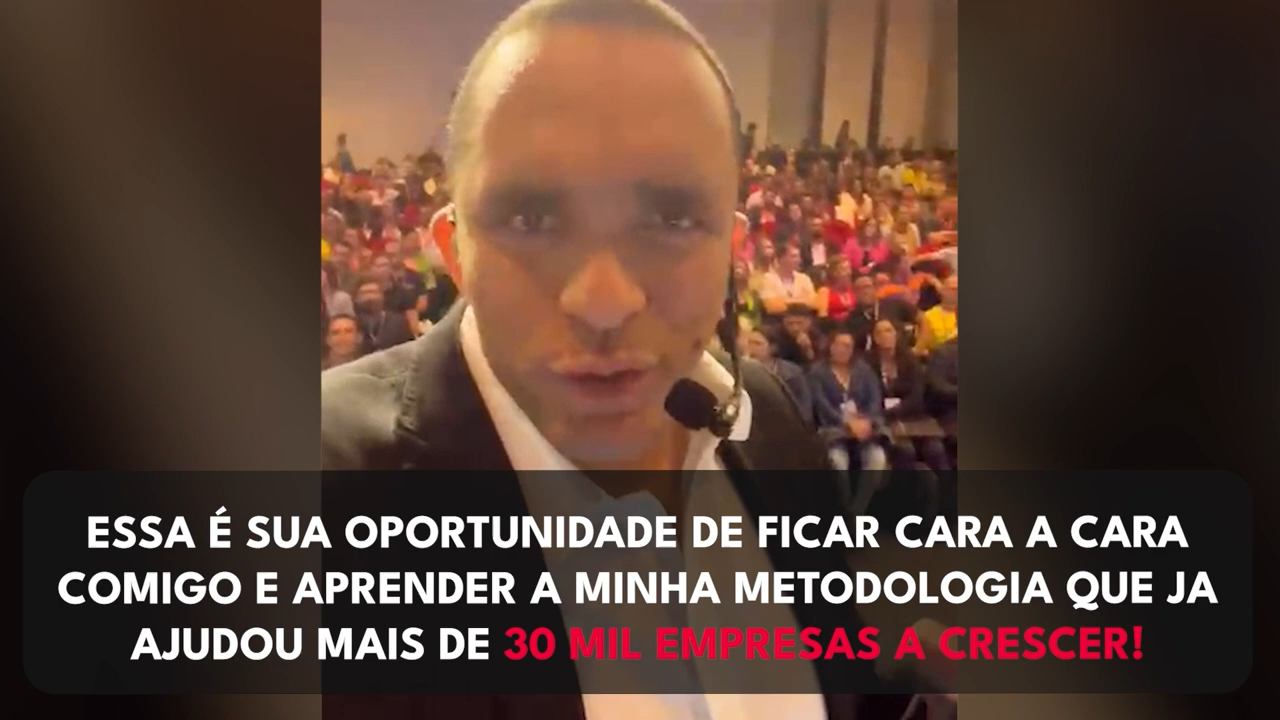 ESSA É SUA OPORTUNIDADE DE FICAR CARA A CARA
COMIGO E APRENDER A MINHA METODOLOGIA QUE JA
AJUDOU MAIS DE 30 MIL EMPRESAS A CRESCER!